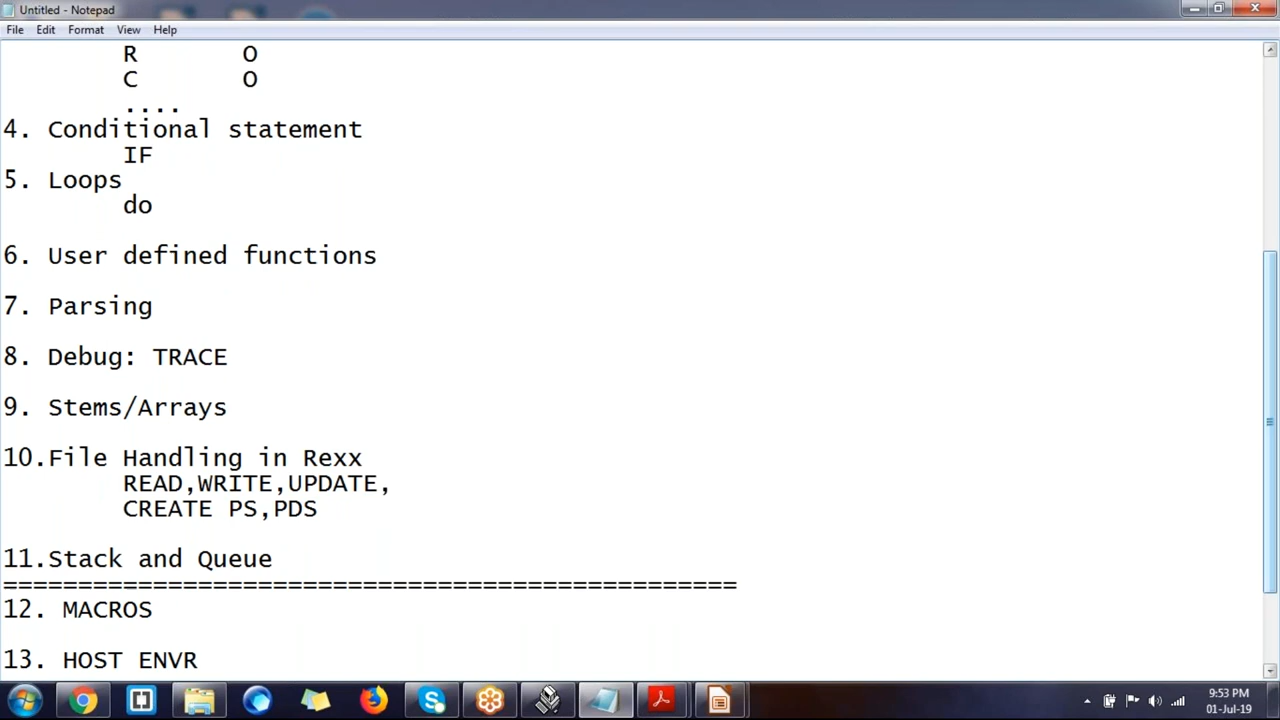 Untitled - Notepad
File Edit Format View Help
R O
C O
....
4. Conditional statement
IF
5. Loops
do
6. User defined functions
7. Parsing
8. Debug: TRACE
9. Stems/Arrays
10.File Handling in Rexx
READ,WRITE,UPDATE,
CREATE PS,PDS
11.Stack and Queue
=================================================
12. MACROS
13. HOST ENVR
9:53 PM
01-Jul-19